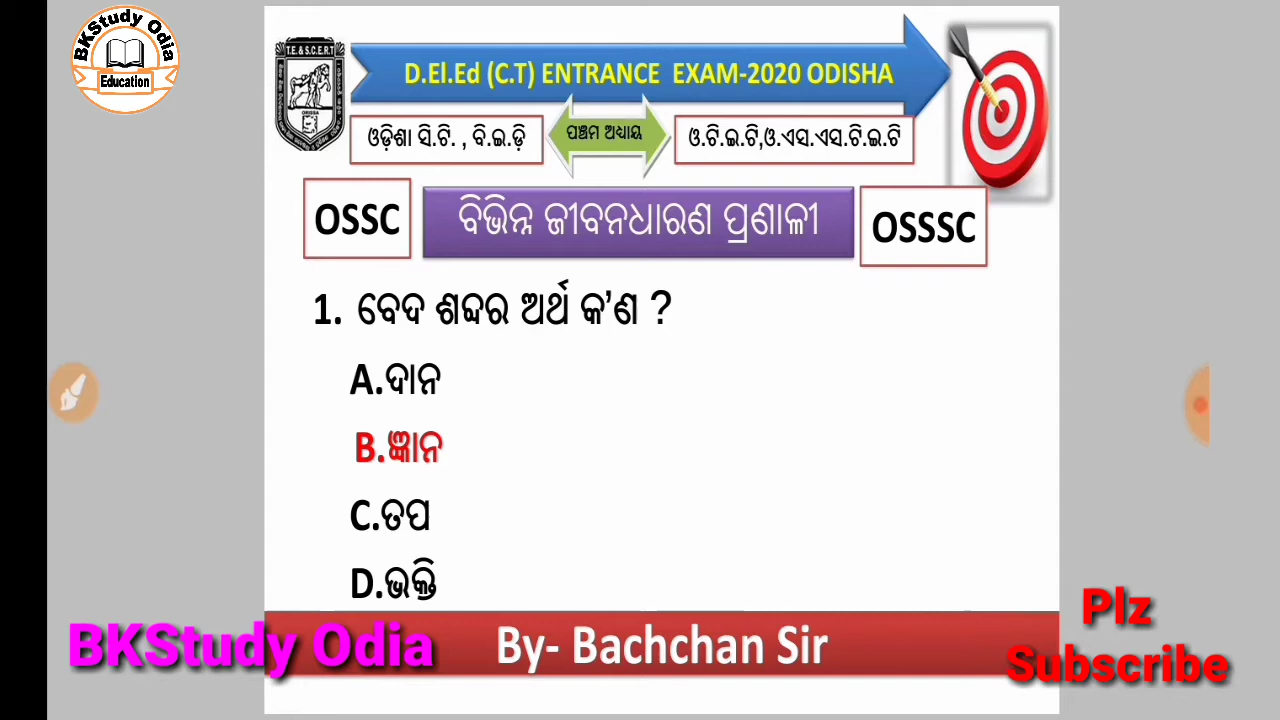 BKStudy Odia
Education
T.E. & S.C.E.R.T
D.El.Ed (C.T) ENTRANCE EXAM-2020 ODISHA
ଓଡ଼ିଶା ସି.ଟି. , ବି.ଇ.ଡ଼ି
ପଞ୍ଚମ ଅଧ୍ୟାୟ
ଓ.ଟି.ଇ.ଟି,ଓ.ଏସ.ଏସ.ଟି.ଇ.ଟି
OSSC
ବିଭିନ୍ନ ଜୀବନଧାରଣ ପ୍ରଣାଳୀ
OSSSC
1. ବେଦ ଶବ୍ଦର ଅର୍ଥ କ'ଣ ?
A.ଦାନ
B.ଜ୍ଞାନ
C.ତପ
D.ଭକ୍ତି
BKStudy Odia
By- Bachchan Sir
Plz
Subscribe